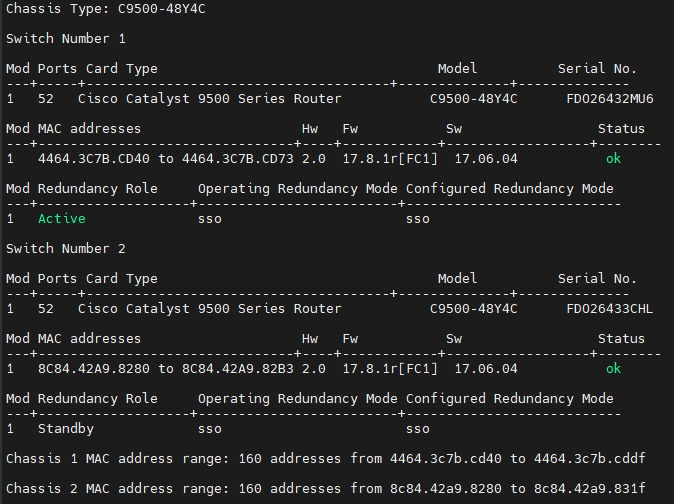 Chassis Type: C9500-48Y4C
Switch Number 1
Mod Ports Card Type                                   Model          Serial No.
---+-----+--------------------------------------+--------------+--------------
1   52   Cisco Catalyst 9500 Series Router           C9500-48Y4C      FDO26432MU6
Mod MAC addresses                    Hw   Fw           Sw                 Status
---+--------------------------------+----+------------+------------------+--------
1   4464.3C7B.CD40 to 4464.3C7B.CD73 2.0  17.8.1r[FC1]  17.06.04           ok
Mod Redundancy Role     Operating Redundancy Mode Configured Redundancy Mode
---+-------------------+-------------------------+---------------------------
1   Active              sso                       sso
Switch Number 2
Mod Ports Card Type                                   Model          Serial No.
---+-----+--------------------------------------+--------------+--------------
1   52   Cisco Catalyst 9500 Series Router           C9500-48Y4C      FDO26433CHL
Mod MAC addresses                    Hw   Fw           Sw                 Status
---+--------------------------------+----+------------+------------------+--------
1   8C84.42A9.8280 to 8C84.42A9.82B3 2.0  17.8.1r[FC1]  17.06.04           ok
Mod Redundancy Role     Operating Redundancy Mode Configured Redundancy Mode
---+-------------------+-------------------------+---------------------------
1   Standby             sso                       sso
Chassis 1 MAC address range: 160 addresses from 4464.3c7b.cd40 to 4464.3c7b.cddf
Chassis 2 MAC address range: 160 addresses from 8c84.42a9.8280 to 8c84.42a9.831f